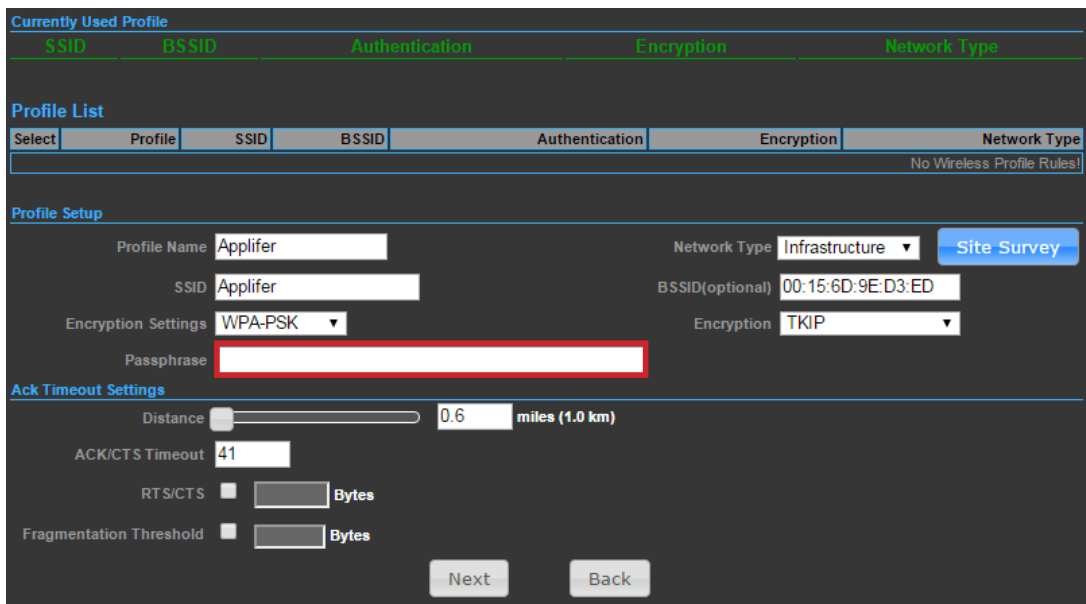 Currently Used Profile
SSID BSSID Authentication Encryption Network Type
Profile List
Select Profile SSID BSSID Authentication Encryption Network Type
No Wireless Profile Rules!
Profile Setup
Profile Name Applifer Network Type Infrastructure Site Survey
SSID Applifer BSSID(optional) 00:15:6D:9E:D3:ED
Encryption Settings WPA-PSK Encryption TKIP
Passphrase
Ack Timeout Settings
Distance 0.6 miles (1.0 km)
ACK/CTS Timeout 41
RTS/CTS Bytes
Fragmentation Threshold Bytes
Next Back